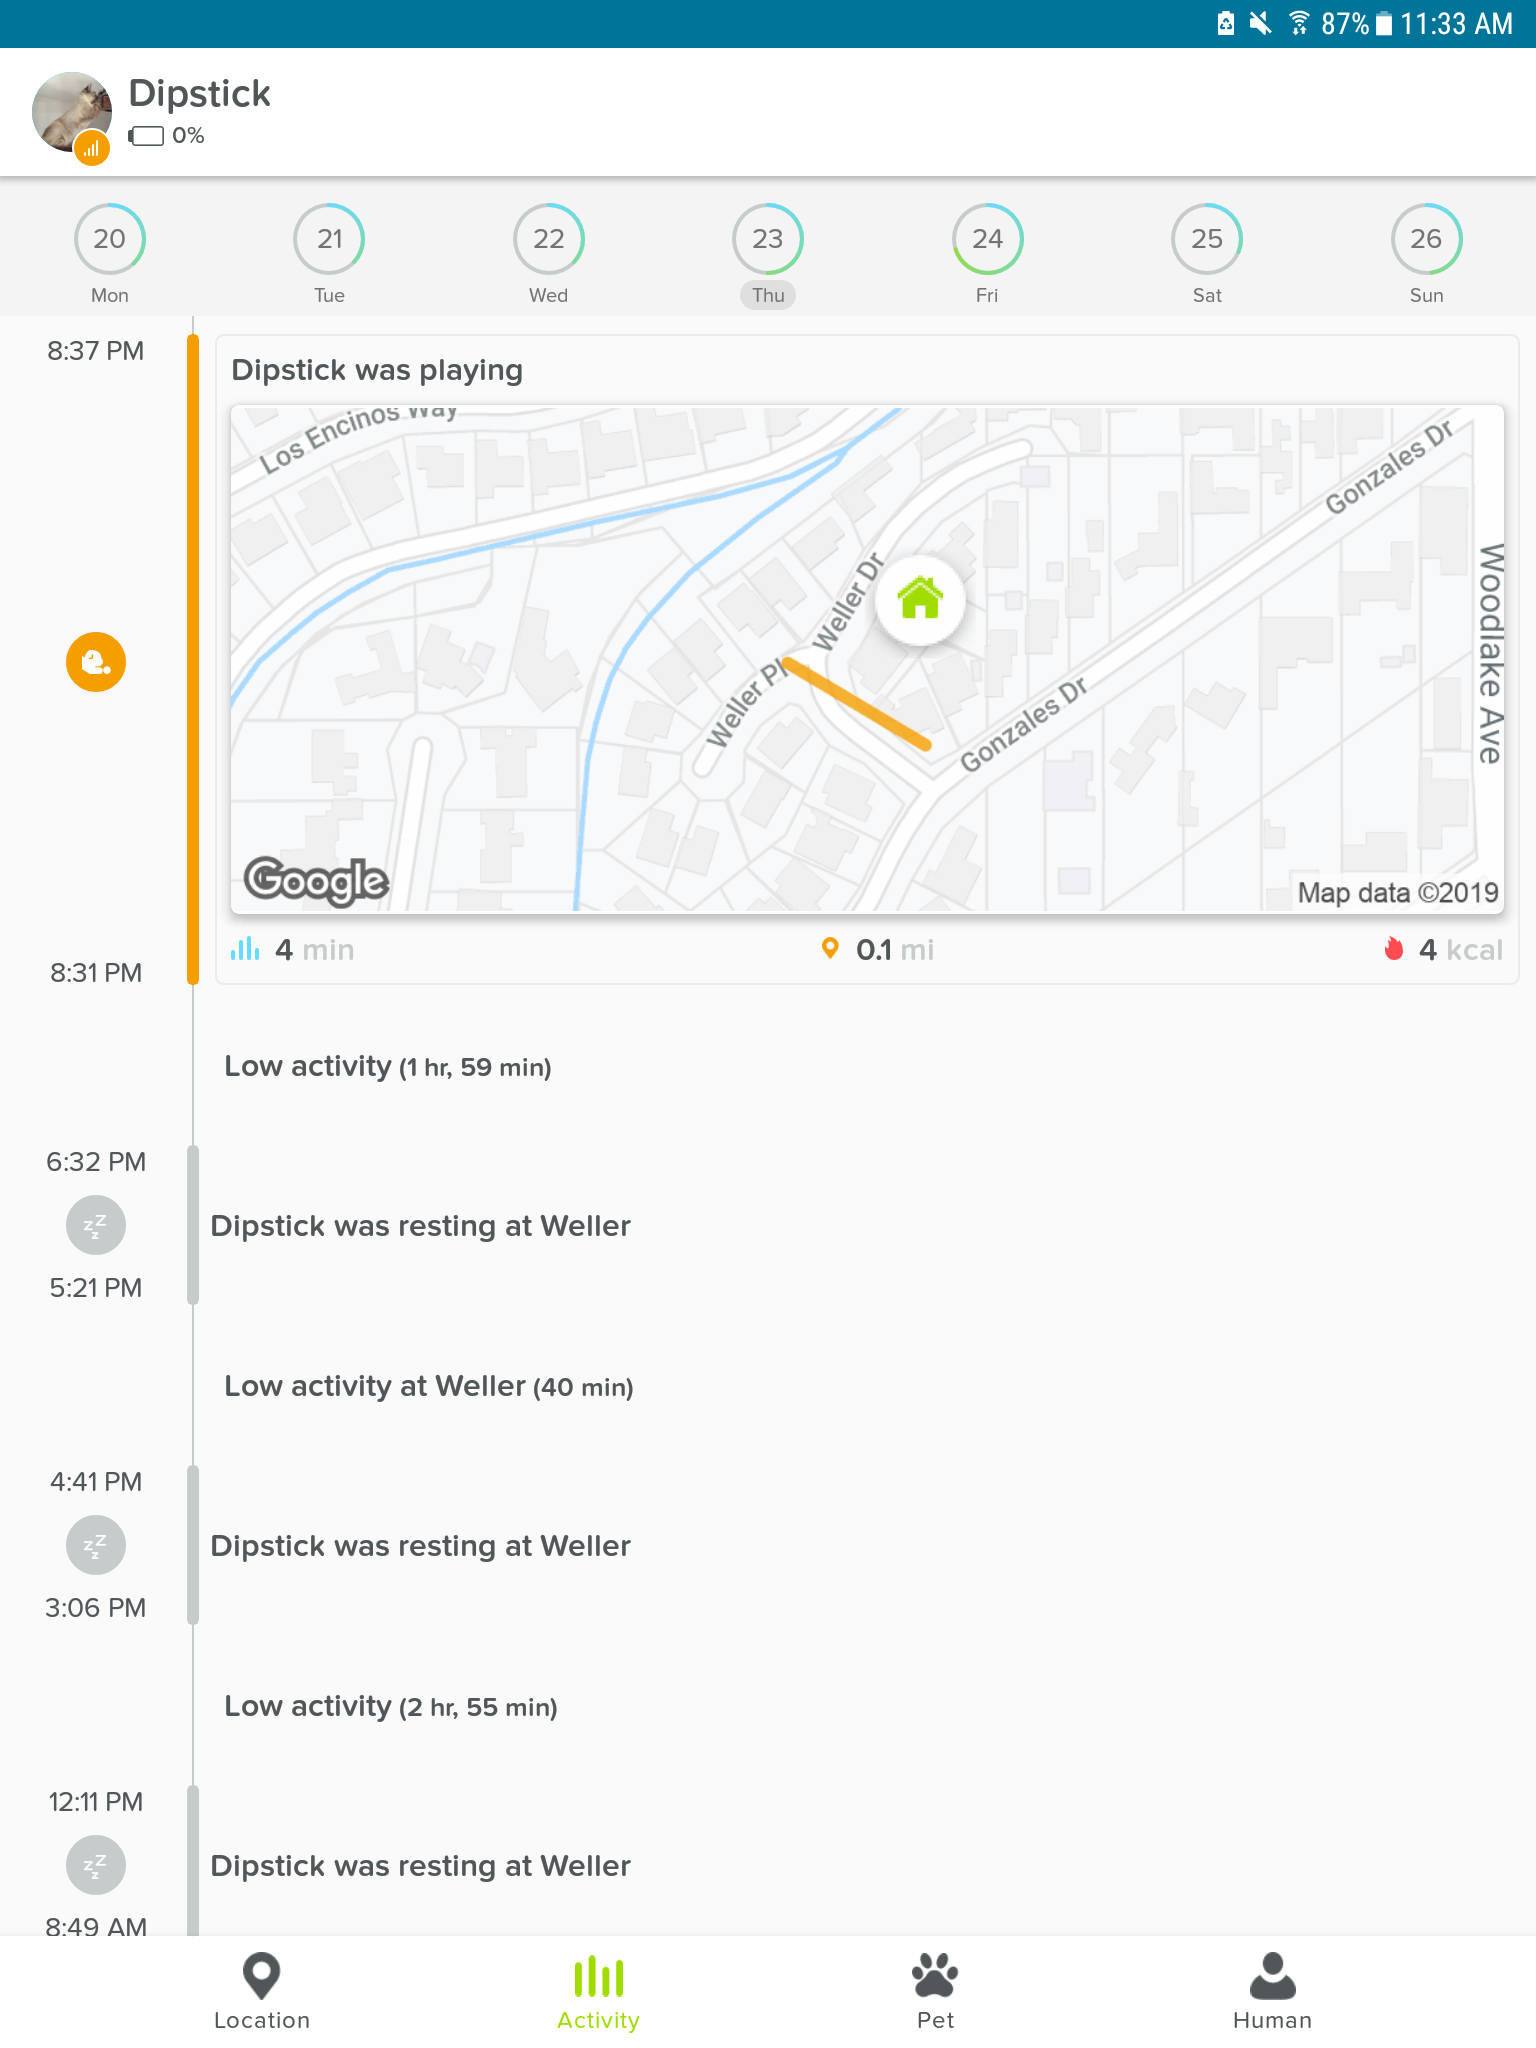 87% 11:33 AM
Dipstick
0%
20 21 22 23 24 25 26
Mon Tue Wed Thu Fri Sat Sun
8:37 PM
Dipstick was playing
Los Encinos Way
Gonzales Dr
Weller Dr
Woodlake Ave
Weller Pl
Gonzales Dr
Google
Map data ©2019
4 min 0.1 mi 4 kcal
8:31 PM
Low activity (1 hr, 59 min)
6:32 PM
zZz
Dipstick was resting at Weller
5:21 PM
Low activity at Weller (40 min)
4:41 PM
zZz
Dipstick was resting at Weller
3:06 PM
Low activity (2 hr, 55 min)
12:11 PM
zZz
Dipstick was resting at Weller
8:49 AM
Location Activity Pet Human